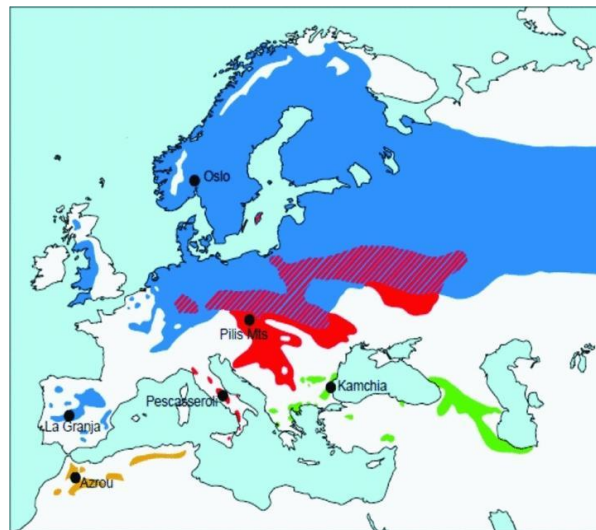 Oslo
Pilis Mts
Kamchia
Pescasseroli
La Granja
Azrou